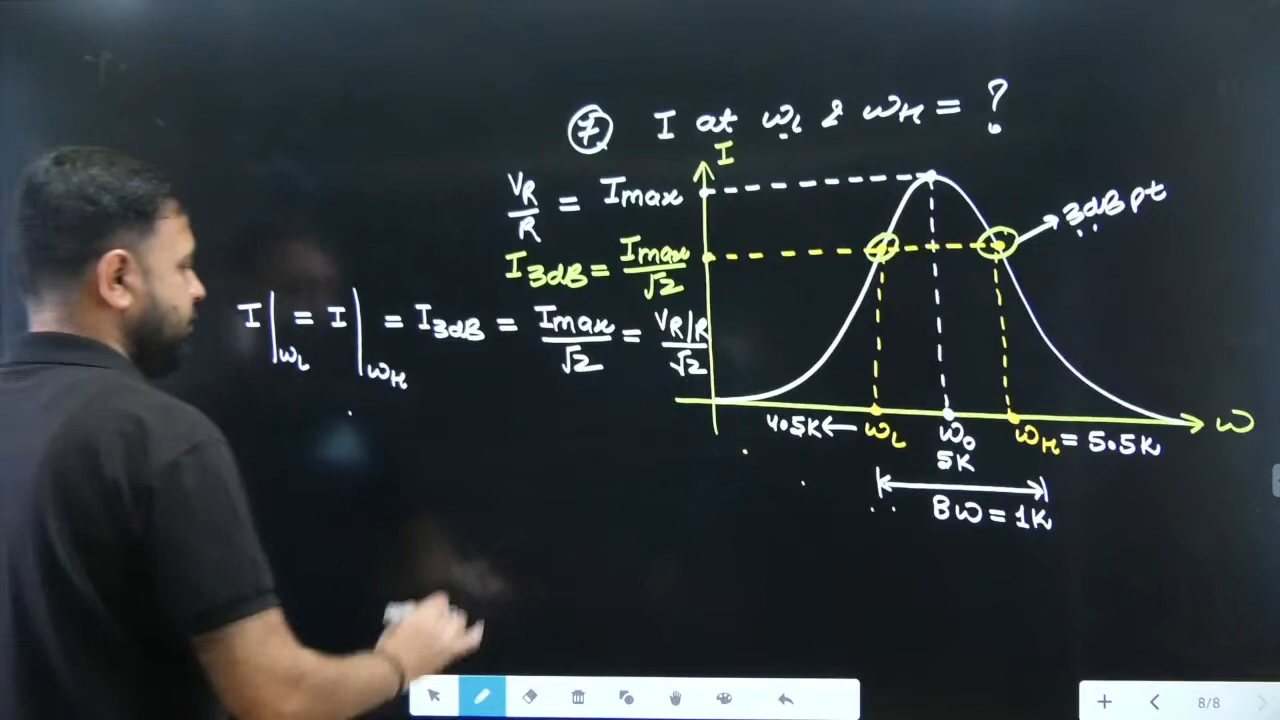 ⑦ I at ωL & ωH = ?
I
VR/R = Imax
3dB pt
I3dB = Imax/√2
I|ωL = I|ωH = I3dB = Imax/√2 = VR/R/√2
4.5K ← ωL ω0 ωH = 5.5K ω
5K
BW = 1K
8/8